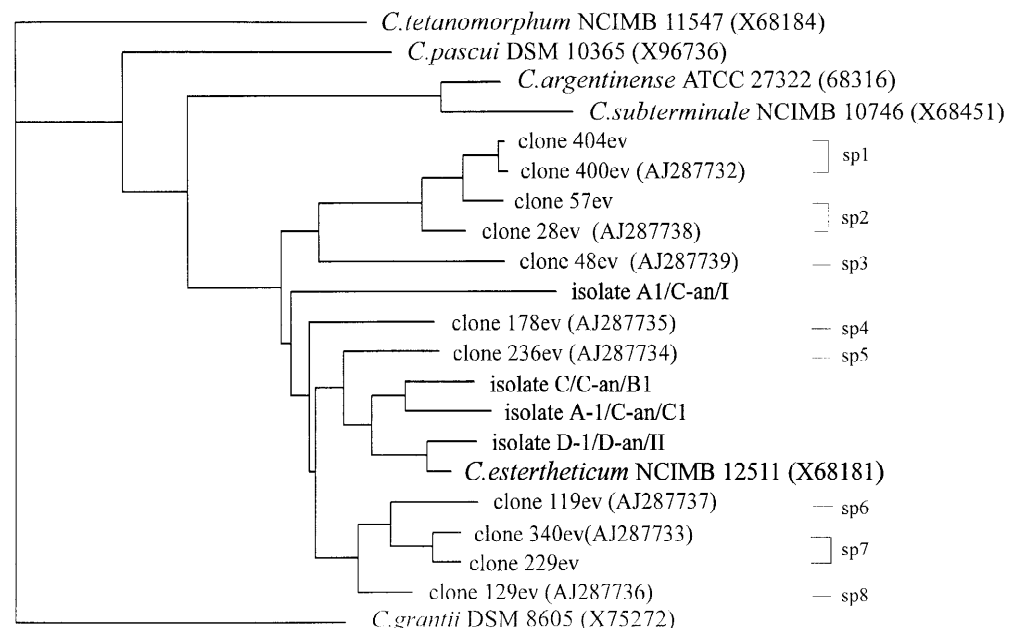 C.tetanomorphum NCIMB 11547 (X68184)
C.pascui DSM 10365 (X96736)
C.argentinense ATCC 27322 (68316)
C.subterminale NCIMB 10746 (X68451)
clone 404ev
clone 400ev (AJ287732)
sp1
clone 57ev
clone 28ev (AJ287738)
sp2
clone 48ev (AJ287739) sp3
isolate A1/C-an/I
clone 178ev (AJ287735) sp4
clone 236ev (AJ287734) sp5
isolate C/C-an/B1
isolate A-1/C-an/C1
isolate D-1/D-an/II
C.estertheticum NCIMB 12511 (X68181)
clone 119ev (AJ287737) sp6
clone 340ev(AJ287733)
clone 229ev
sp7
clone 129ev (AJ287736) sp8
C.grantii DSM 8605 (X75272)